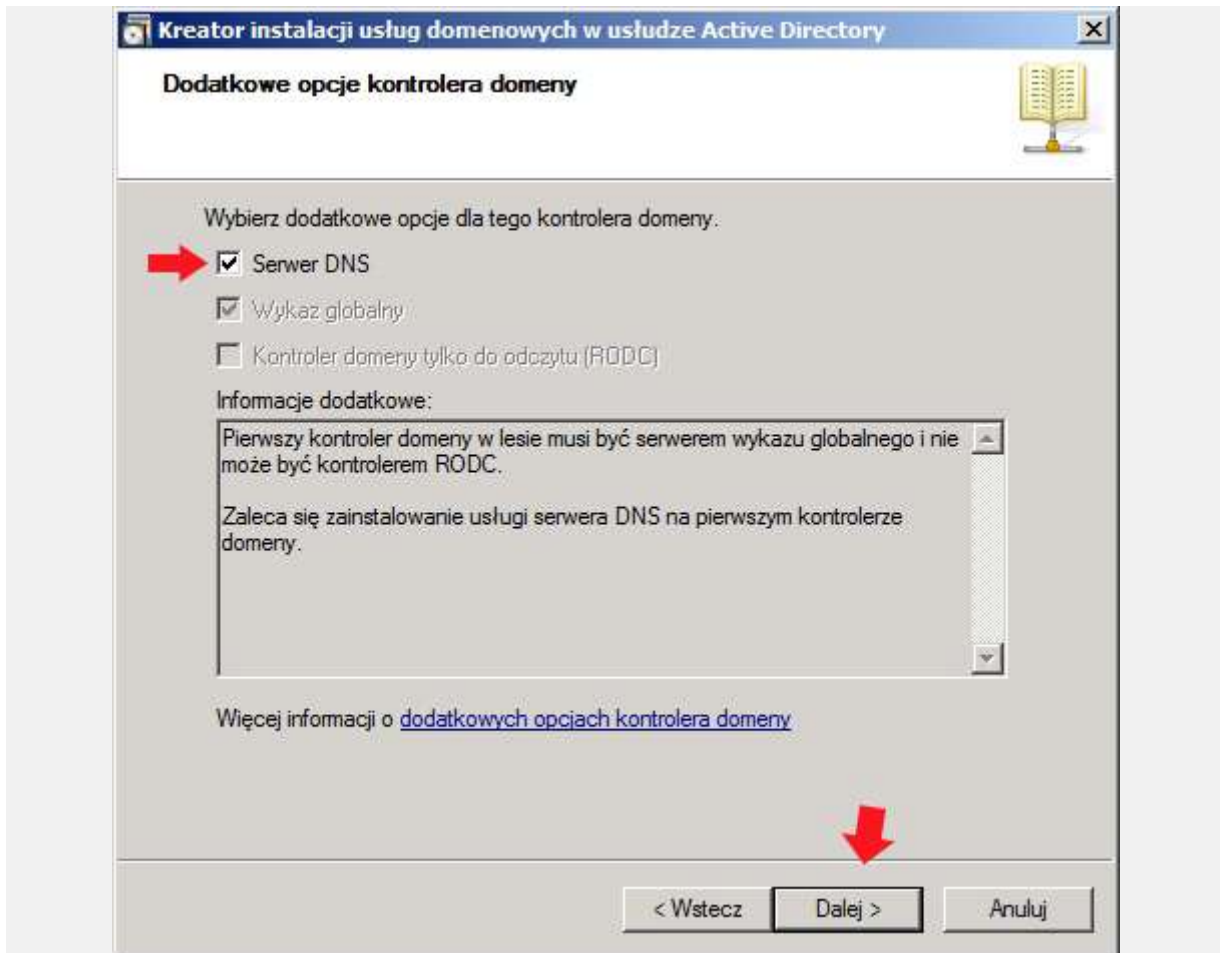 Kreator instalacji usług domenowych w usłudze Active Directory
Dodatkowe opcje kontrolera domeny
Wybierz dodatkowe opcje dla tego kontrolera domeny.
Serwer DNS
Wykaz globalny
Kontroler domeny tylko do odczytu (RODC)
Informacje dodatkowe:
Pierwszy kontroler domeny w lesie musi być serwerem wykazu globalnego i nie
może być kontrolerem RODC.
Zaleca się zainstalowanie usługi serwera DNS na pierwszym kontrolerze
domeny.
Więcej informacji o dodatkowych opcjach kontrolera domeny
< Wstecz
Dalej >
Anuluj